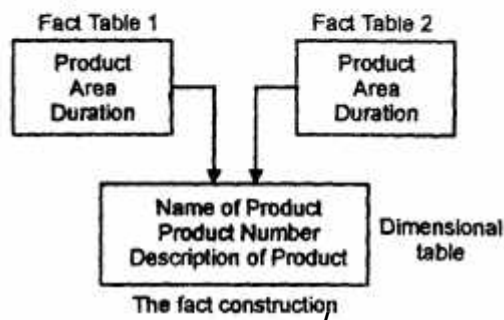 Fact Table 1
Fact Table 2
Product
Area
Duration
Product
Area
Duration
Name of Product
Product Number
Description of Product
Dimensional
table
The fact construction